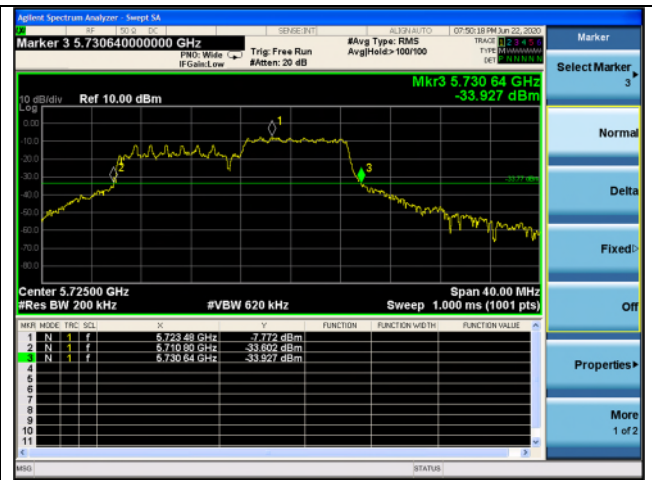 Agilent Spectrum Analyzer - Swept SA
RF 50 Ω DC SENSE:INT ALIGNAUTO 07:50:18 PM Jun 22, 2020
Marker 3 5.730640000000 GHz
PNO: Wide
IFGain:Low
Trig: Free Run
#Atten: 20 dB
#Avg Type: RMS
Avg|Hold:>100/100
TRACE 1 2 3 4 5 6
TYPE M
DET P N N N N N
Mkr3 5.730 64 GHz
-33.927 dBm
10 dB/div Ref 10.00 dBm
Log
0.00
-10.0
-20.0
-30.0
-40.0
-50.0
-60.0
-70.0
-80.0
1
2
3
-33.77 dBm
Center 5.72500 GHz Span 40.00 MHz
#Res BW 200 kHz #VBW 620 kHz Sweep 1.000 ms (1001 pts)
MKR MODE TRC SCL X Y FUNCTION FUNCTION WIDTH FUNCTION VALUE
1 N 1 f 5.723 48 GHz -7.772 dBm
2 N 1 f 5.710 80 GHz -33.602 dBm
3 N 1 f 5.730 64 GHz -33.927 dBm
4
5
6
7
8
9
10
11
MSG STATUS
Marker
Select Marker
3
Normal
Delta
Fixed
Off
Properties
More
1 of 2